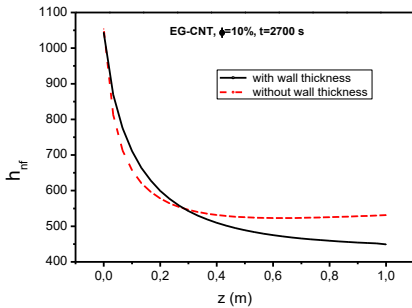 EG-CNT, ϕ=10%, t=2700 s
with wall thickness
without wall thickness
1100
1000
900
800
700
600
500
400
h_nf
0,0
0,2
0,4
0,6
0,8
1,0
z (m)